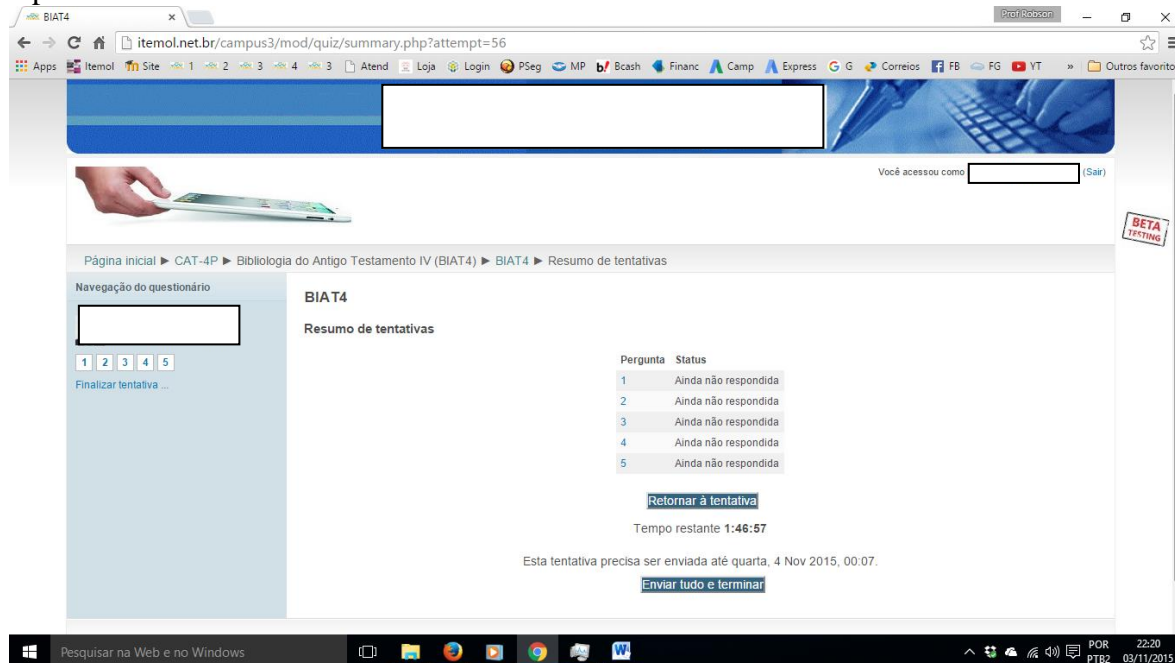 BIAT4
Prof Robson
itemol.net.br/campus3/mod/quiz/summary.php?attempt=56
Apps Itemol Site 1 2 3 4 3 Atend Loja Login PSeg MP Bcash Financ Camp Express G Correios FB FG YT » Outros favorito
Você acessou como (Sair)
BETA
TESTING
Página inicial ► CAT-4P ► Bibliologia do Antigo Testamento IV (BIAT4) ► BIAT4 ► Resumo de tentativas
Navegação do questionário
1 2 3 4 5
Finalizar tentativa ...
BIAT4
Resumo de tentativas
Pergunta Status
1 Ainda não respondida
2 Ainda não respondida
3 Ainda não respondida
4 Ainda não respondida
5 Ainda não respondida
Retornar à tentativa
Tempo restante 1:46:57
Esta tentativa precisa ser enviada até quarta, 4 Nov 2015, 00:07.
Enviar tudo e terminar
Pesquisar na Web e no Windows
POR 22:20
PTB2 03/11/2015